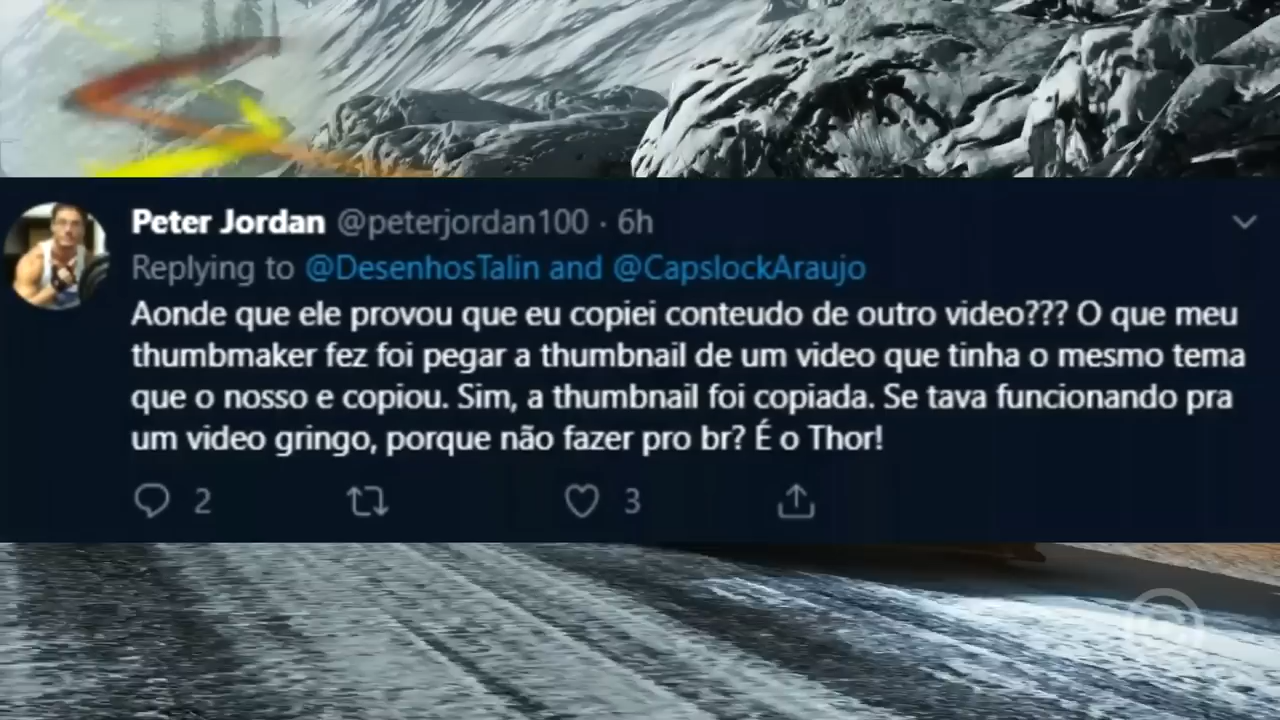 Peter Jordan @peterjordan100 · 6h
Replying to @DesenhosTalin and @CapslockAraujo
Aonde que ele provou que eu copiei conteudo de outro video??? O que meu
thumbmaker fez foi pegar a thumbnail de um video que tinha o mesmo tema
que o nosso e copiou. Sim, a thumbnail foi copiada. Se tava funcionando pra
um video gringo, porque não fazer pro br? É o Thor!
2 3